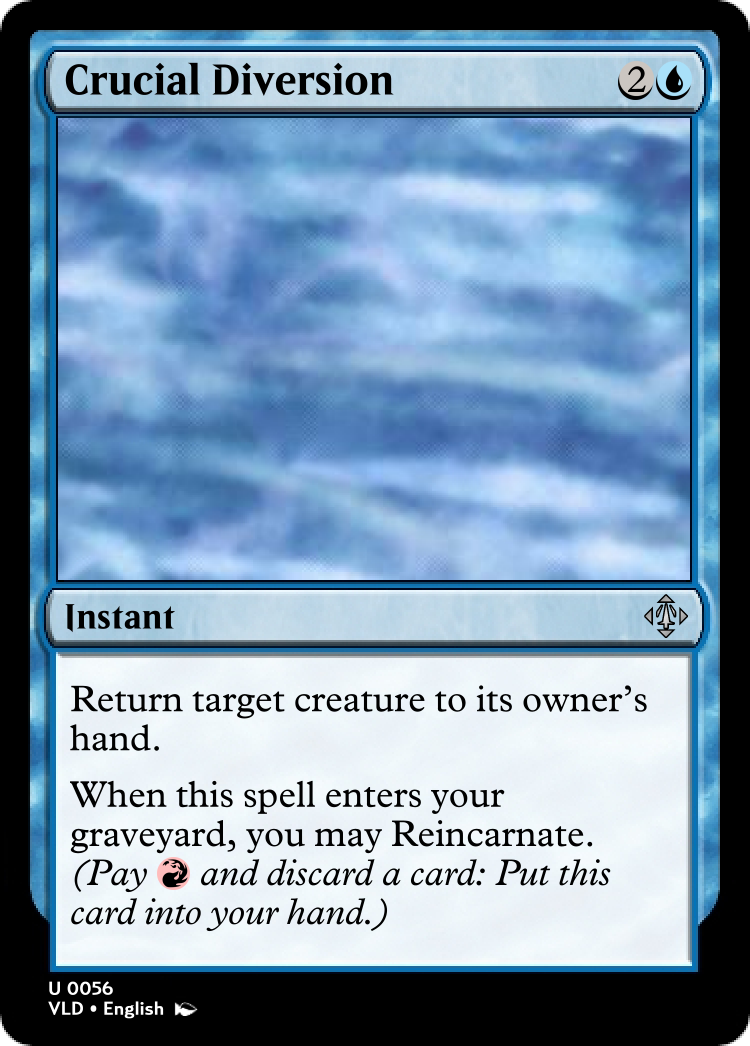 Crucial Diversion 2
Instant
Return target creature to its owner's
hand.
When this spell enters your
graveyard, you may Reincarnate.
(Pay and discard a card: Put this
card into your hand.)
U 0056
VLD • English